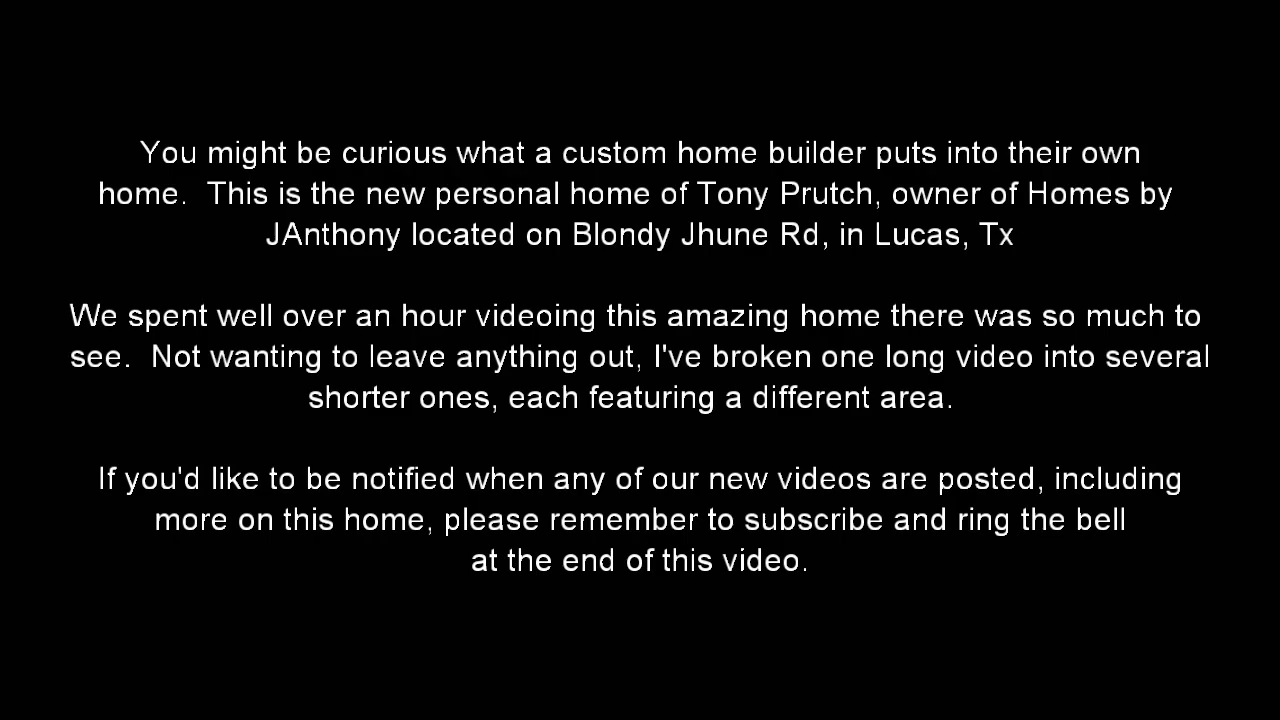 You might be curious what a custom home builder puts into their own
home.  This is the new personal home of Tony Prutch, owner of Homes by
JAnthony located on Blondy Jhune Rd, in Lucas, Tx
We spent well over an hour videoing this amazing home there was so much to
see.  Not wanting to leave anything out, I've broken one long video into several
shorter ones, each featuring a different area.
If you'd like to be notified when any of our new videos are posted, including
more on this home, please remember to subscribe and ring the bell
at the end of this video.